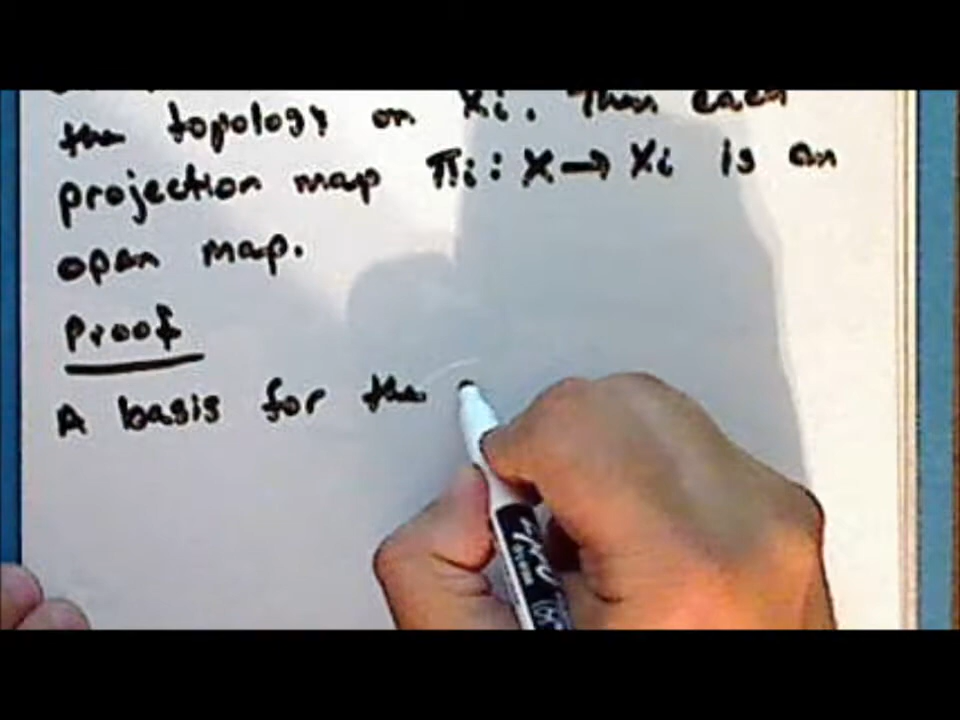 the topology on Xi. Then each
projection map πi: X → Xi is an
open map.
Proof
A basis for the